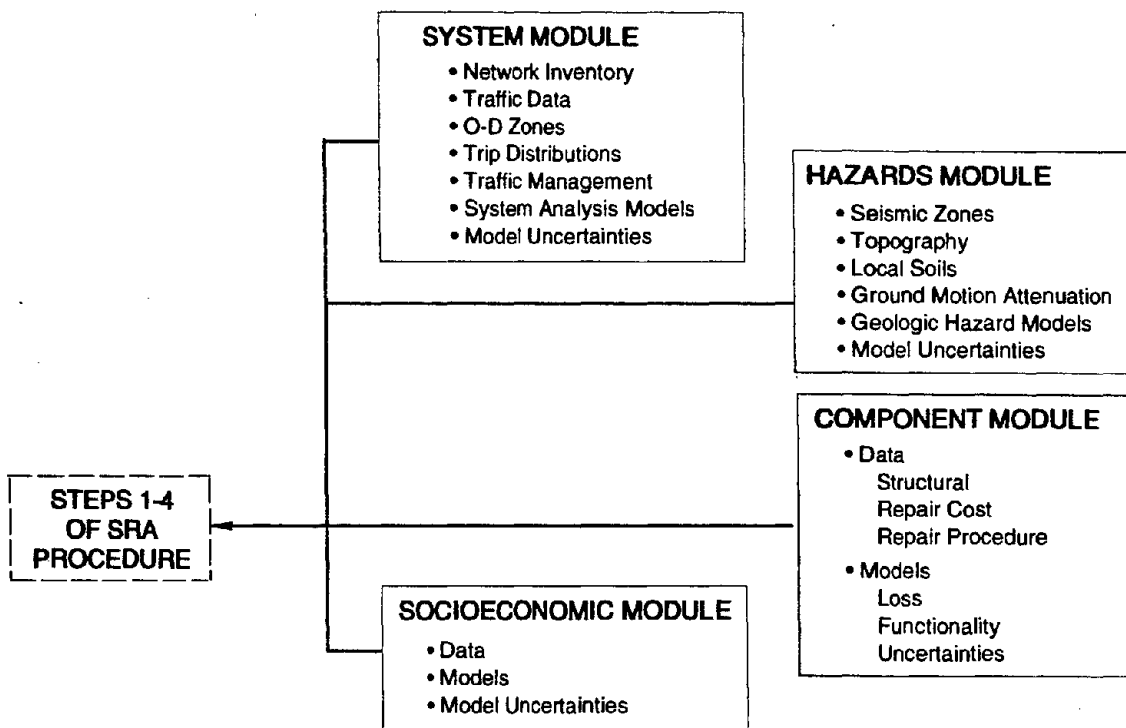 SYSTEM MODULE
• Network Inventory
• Traffic Data
• O-D Zones
• Trip Distributions
• Traffic Management
• System Analysis Models
• Model Uncertainties
HAZARDS MODULE
• Seismic Zones
• Topography
• Local Soils
• Ground Motion Attenuation
• Geologic Hazard Models
• Model Uncertainties
COMPONENT MODULE
• Data
Structural
Repair Cost
Repair Procedure
• Models
Loss
Functionality
Uncertainties
STEPS 1-4
OF SRA
PROCEDURE
SOCIOECONOMIC MODULE
• Data
• Models
• Model Uncertainties